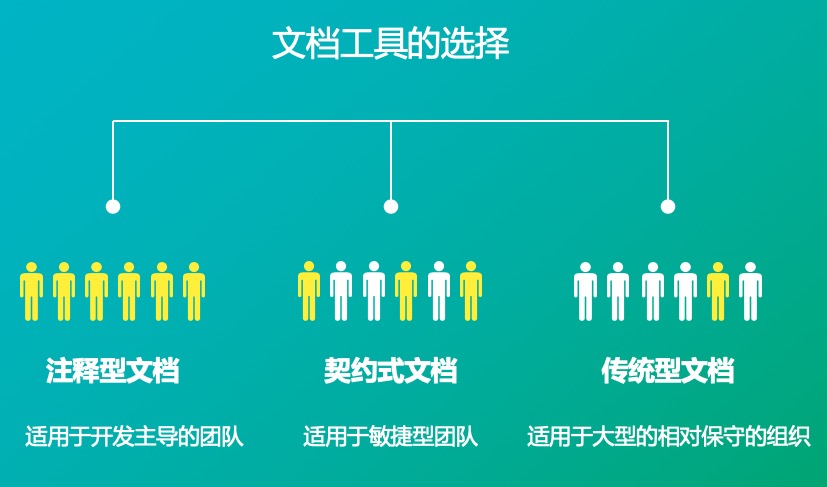 文档工具的选择
注释型文档
契约式文档
传统型文档
适用于开发主导的团队
适用于敏捷型团队
适用于大型的相对保守的组织